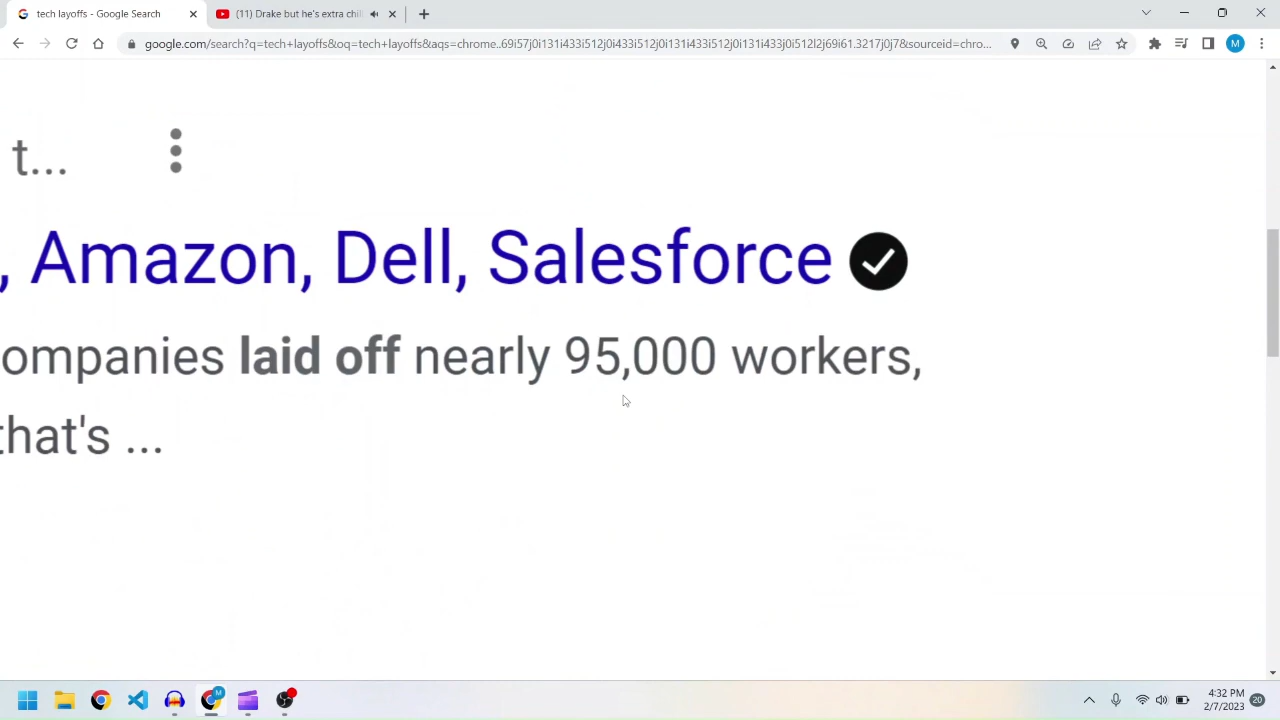 tech layoffs - Google Search
(11) Drake but he's extra chill
google.com/search?q=tech+layoffs&oq=tech+layoffs&aqs=chrome..69i57j0i131i433i512j0i433i512j0i131i433i512j0i131i433j0i512l2j69i61.3217j0j7&sourceid=chro...
M
t...
, Amazon, Dell, Salesforce
ompanies laid off nearly 95,000 workers,
that's ...
M
4:32 PM
2/7/2023
20